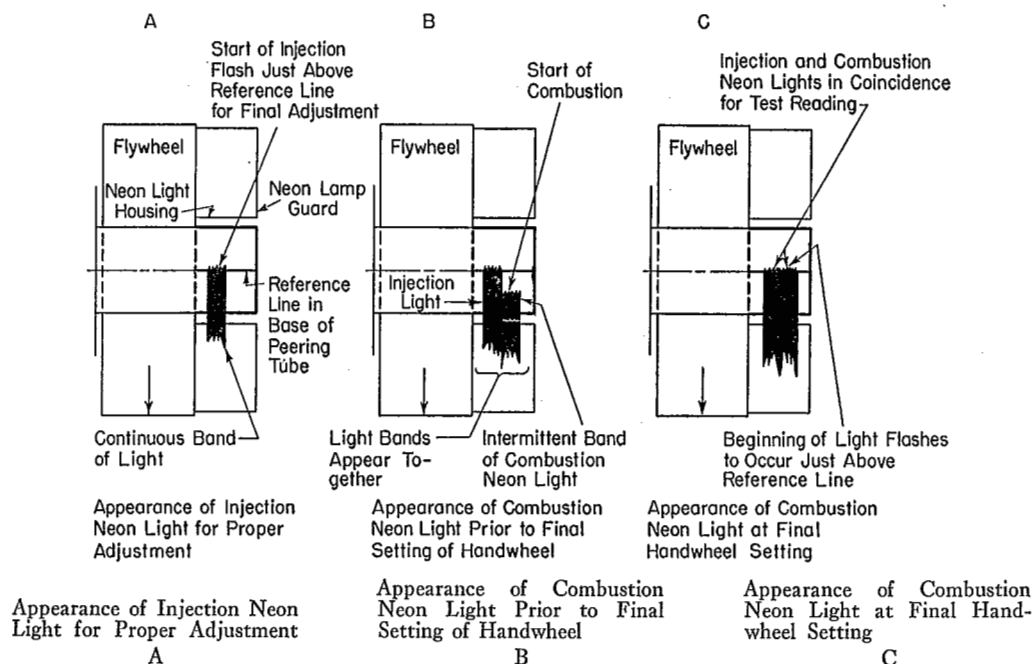 A
Start of Injection
Flash Just Above
Reference Line
for Final Adjustment
Flywheel
Neon Light
Housing
Neon Lamp
Guard
Reference
Line in
Base of
Peering
Tube
Continuous Band
of Light
Appearance of Injection
Neon Light for Proper
Adjustment
B
Start of
Combustion
Flywheel
Injection
Light
Light Bands
Appear To-
gether
Intermittent Band
of Combustion
Neon Light
Appearance of Combustion
Neon Light Prior to Final
Setting of Handwheel
C
Injection and Combustion
Neon Lights in Coincidence
for Test Reading
Flywheel
Beginning of Light Flashes
to Occur Just Above
Reference Line
Appearance of Combustion
Neon Light at Final
Handwheel Setting
Appearance of Injection Neon
Light for Proper Adjustment
A
Appearance of Combustion
Neon Light Prior to Final
Setting of Handwheel
B
Appearance of Combustion
Neon Light at Final Hand-
wheel Setting
C